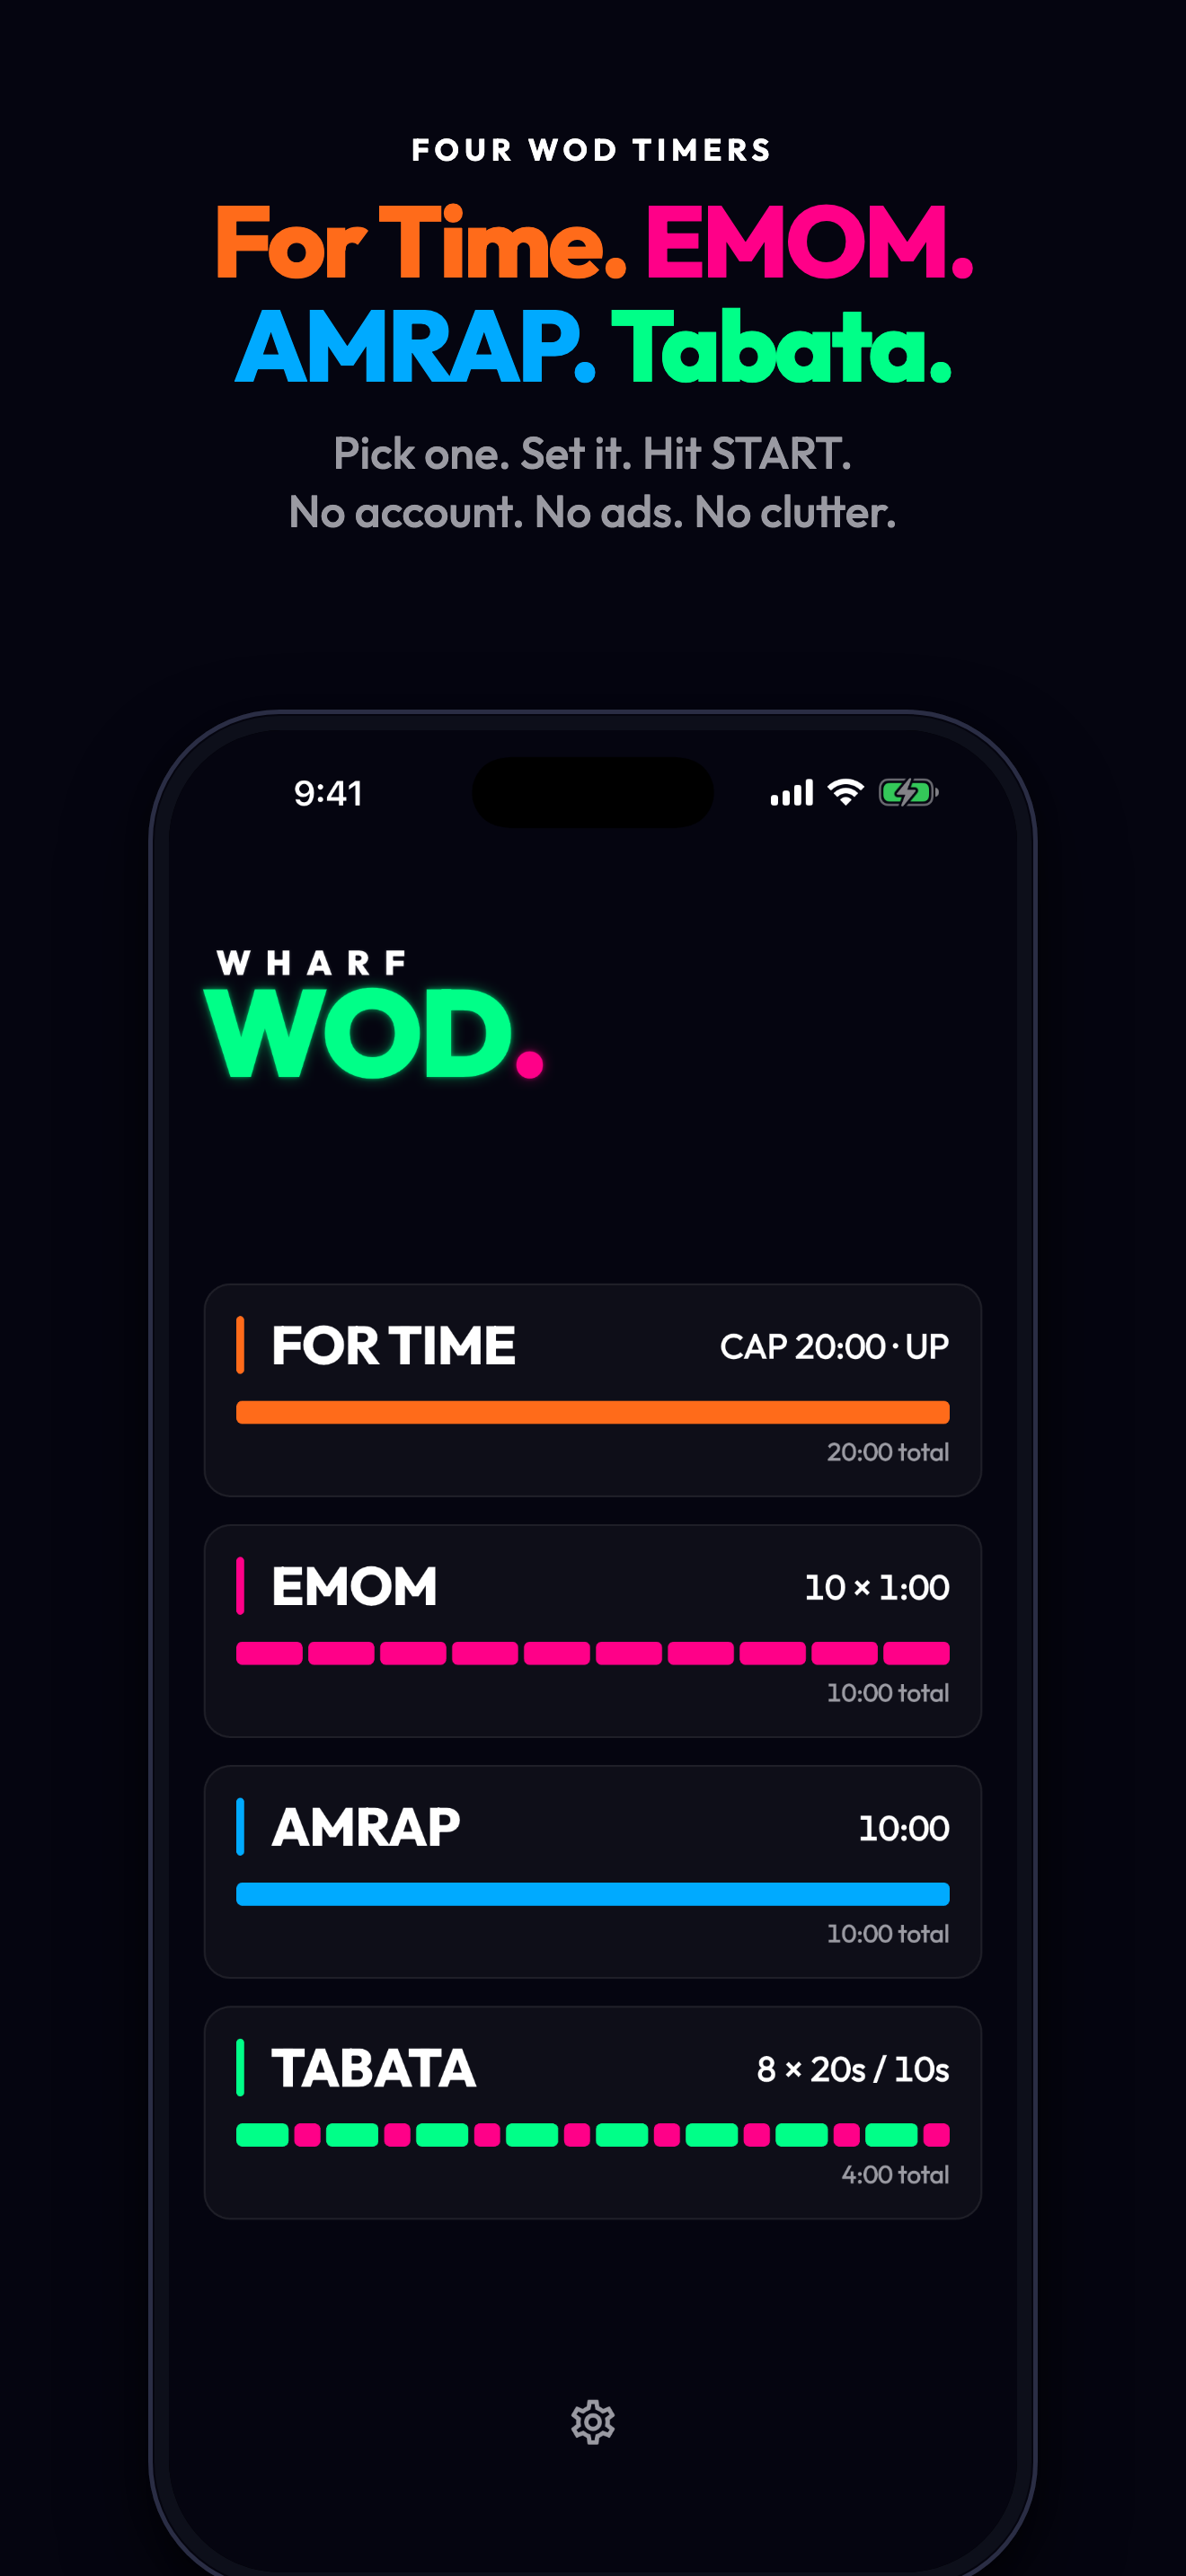 FOUR WOD TIMERS
For Time. EMOM.
AMRAP. Tabata.
Pick one. Set it. Hit START.
No account. No ads. No clutter.
9:41
WHARF
WOD.
FOR TIME CAP 20:00 · UP
20:00 total
EMOM 10 × 1:00
10:00 total
AMRAP 10:00
10:00 total
TABATA 8 × 20s / 10s
4:00 total